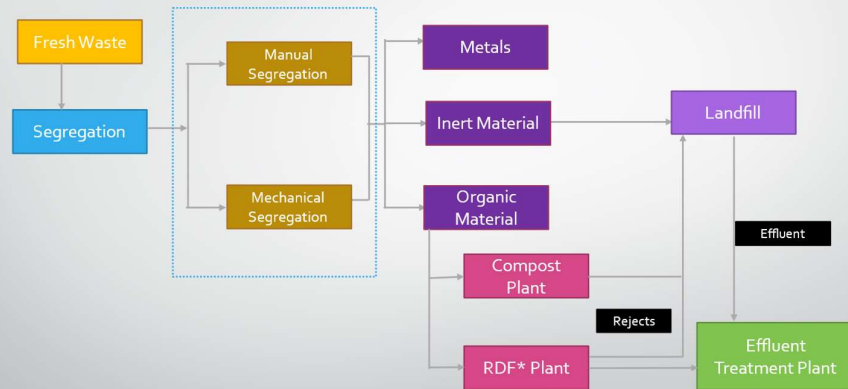 Fresh Waste
Segregation
Manual
Segregation
Mechanical
Segregation
Metals
Inert Material
Organic
Material
Compost
Plant
RDF* Plant
Rejects
Landfill
Effluent
Effluent
Treatment Plant